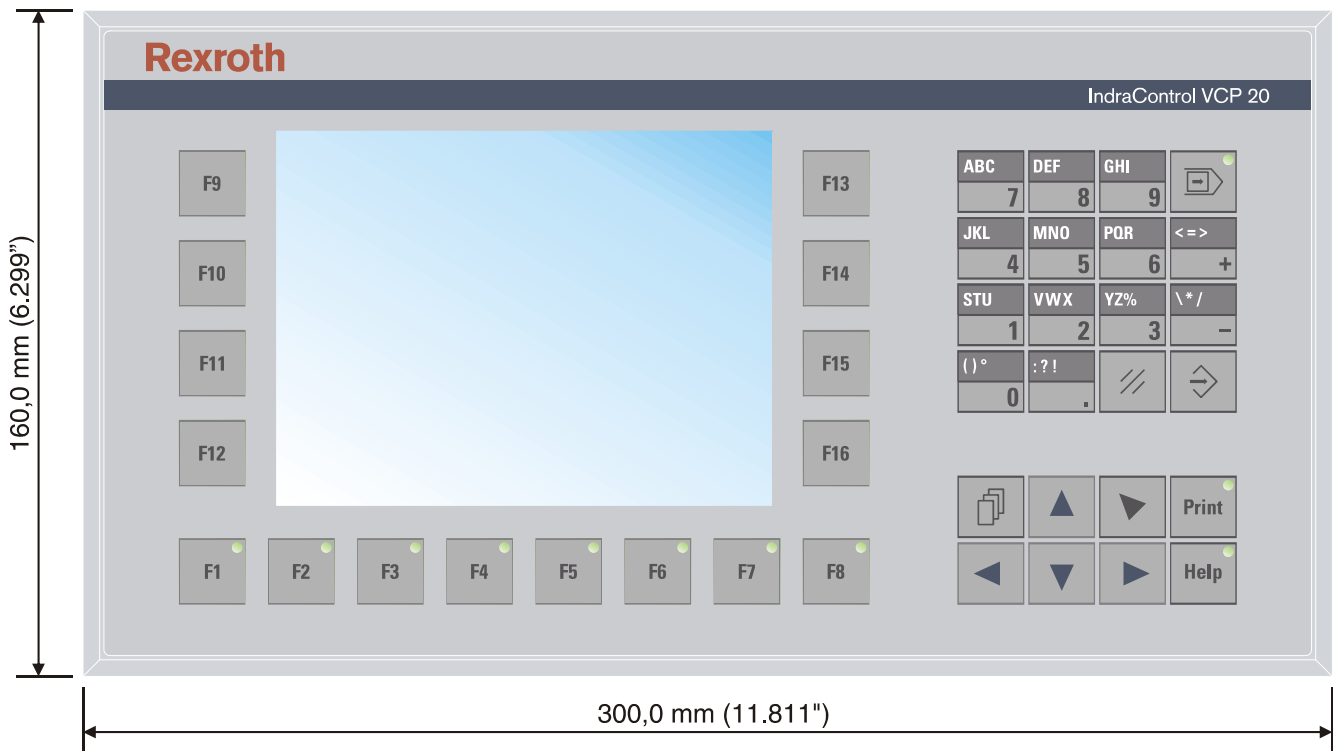 Rexroth
IndraControl VCP 20
160,0 mm (6.299")
F9
F10
F11
F12
F13
F14
F15
F16
F1 F2 F3 F4 F5 F6 F7 F8
ABC DEF GHI
7 8 9
JKL MNO PQR <=>
4 5 6 +
STU VWX YZ% \*/
1 2 3 –
()° :?!
0 .
Print
Help
300,0 mm (11.811")